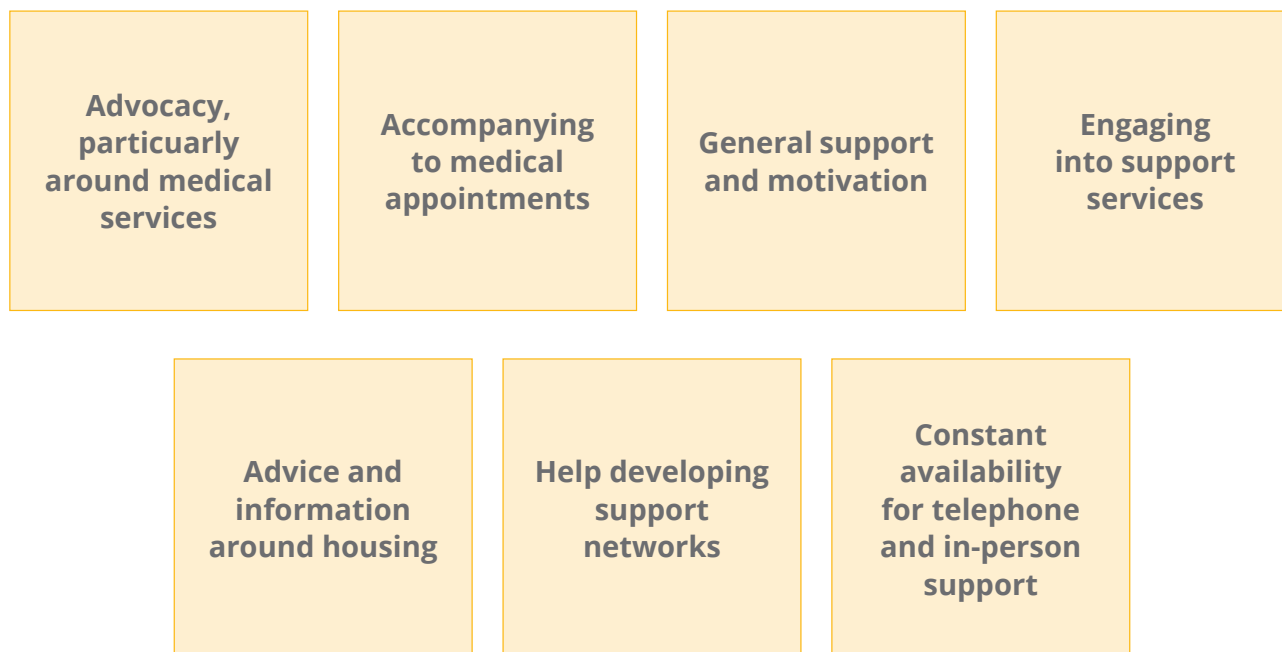 Advocacy,
particuarly
around medical
services
Accompanying
to medical
appointments
General support
and motivation
Engaging
into support
services
Advice and
information
around housing
Help developing
support
networks
Constant
availability
for telephone
and in-person
support